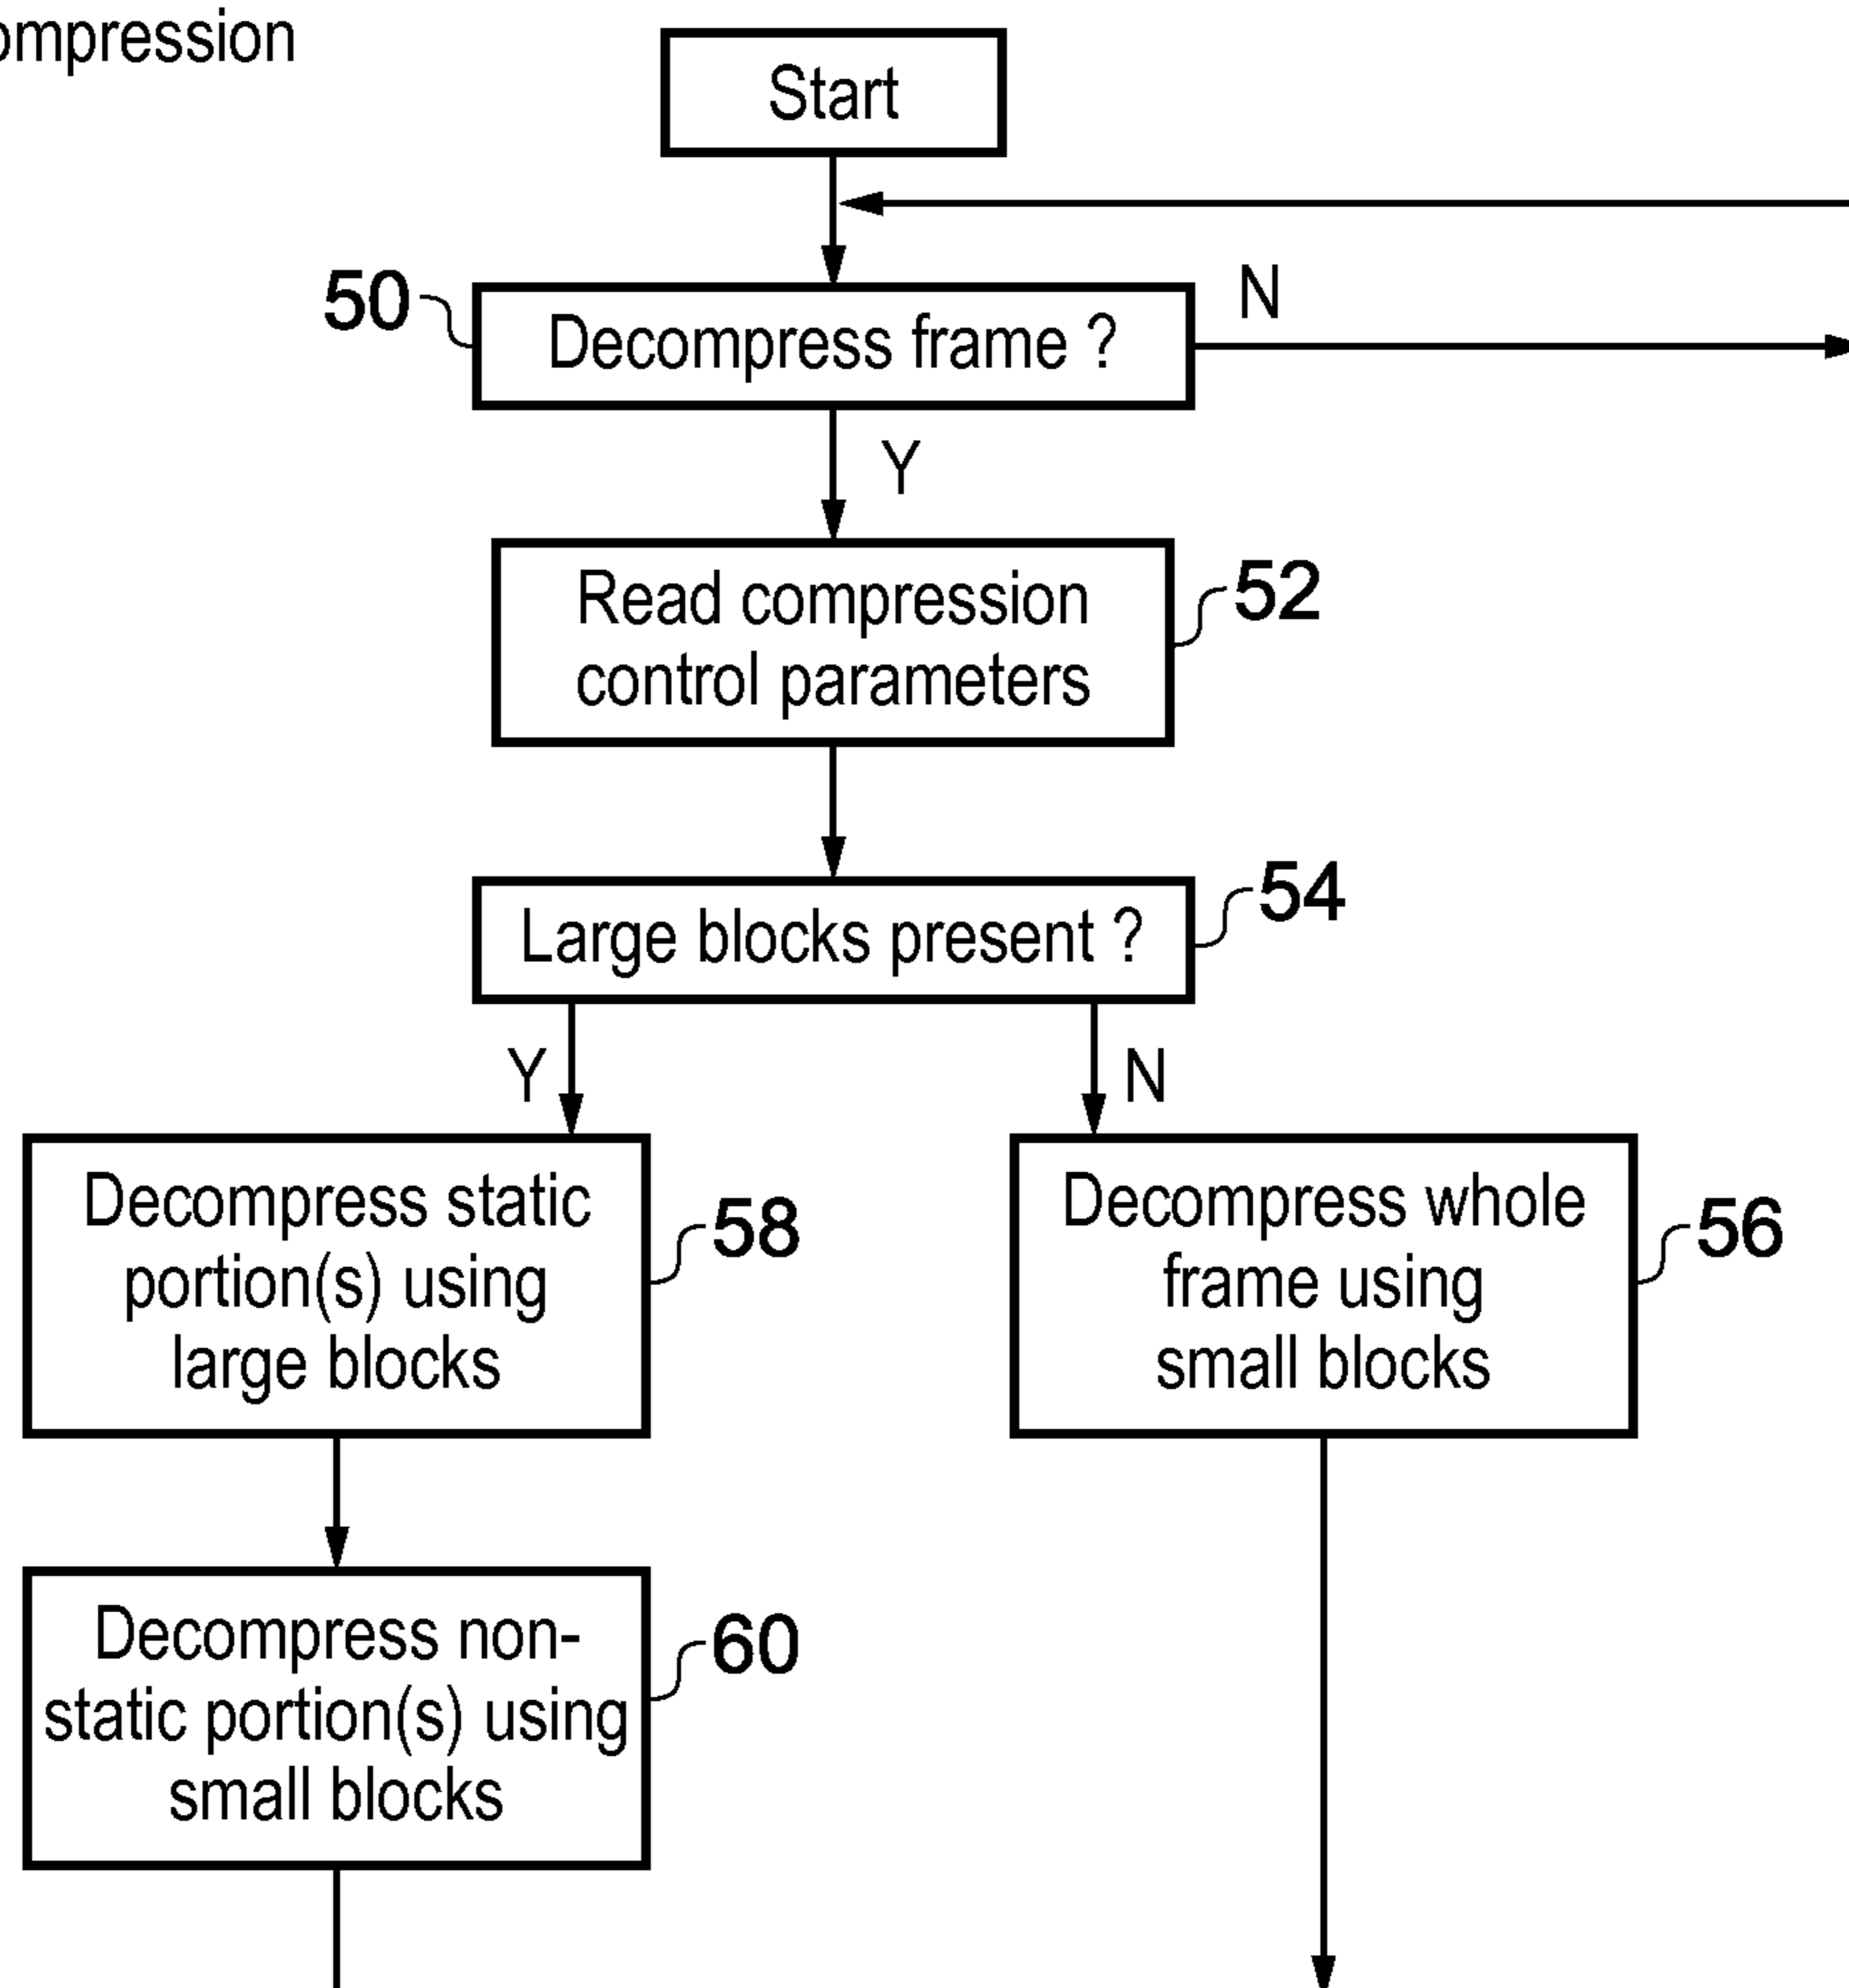 ompression
Start
50
Decompress frame ?
N
Y
Read compression
control parameters
52
Large blocks present ?
54
Y
N
Decompress static
portion(s) using
large blocks
58
Decompress whole
frame using
small blocks
56
Decompress non-
static portion(s) using
small blocks
60